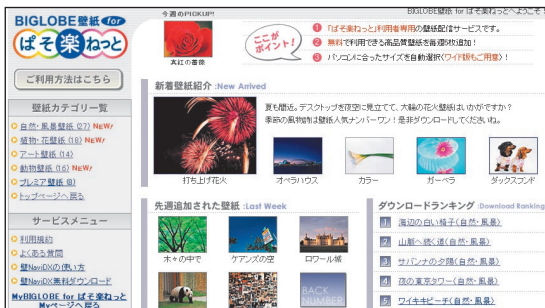 BIGLOBE壁紙 for
ぱそ楽ねっと
ご利用方法はこちら
壁紙カテゴリ一覧
自然・風景壁紙 (27) NEW!
植物・花壁紙 (18) NEW!
アート壁紙 (14)
動物壁紙 (16) NEW!
プレミア壁紙 (8)
トップページへ戻る
サービスメニュー
利用規約
よくある質問
壁NaviDXの使い方
壁NaviDX無料ダウンロード
MyBIGLOBE for ぱそ楽ねっと
Myページへ戻る
今週のPICKUP!!
真紅の薔薇
BIGLOBE壁紙 for ぱそ楽ねっとへようこそ!
ここがポイント!
1 「ぱそ楽ねっと」利用者専用の壁紙配信サービスです。
2 無料で利用できる高品質壁紙を毎週5枚追加!
3 パソコンに合ったサイズを自動選択(ワイド版もご用意)!
新着壁紙紹介 :New Arrived
夏も間近。デスクトップを夜空に見立てて、大輪の花火壁紙はいかがですか?
季節の風物詩は壁紙人気ナンバーワン!是非ダウンロードしてくださいね。
打ち上げ花火
オペラハウス
カラー
ガーベラ
ダックスフンド
先週追加された壁紙 :Last Week
木々の中で
ケアンズの空
ロワール城
BACK
NUMBER
ダウンロードランキング :Download Ranking
1 海辺の白い椅子(自然・風景)
2 山脈へ続く道(自然・風景)
3 サバンナの夕陽(自然・風景)
4 夜の東京タワー(自然・風景)
5 ワイキキビーチ(自然・風景)